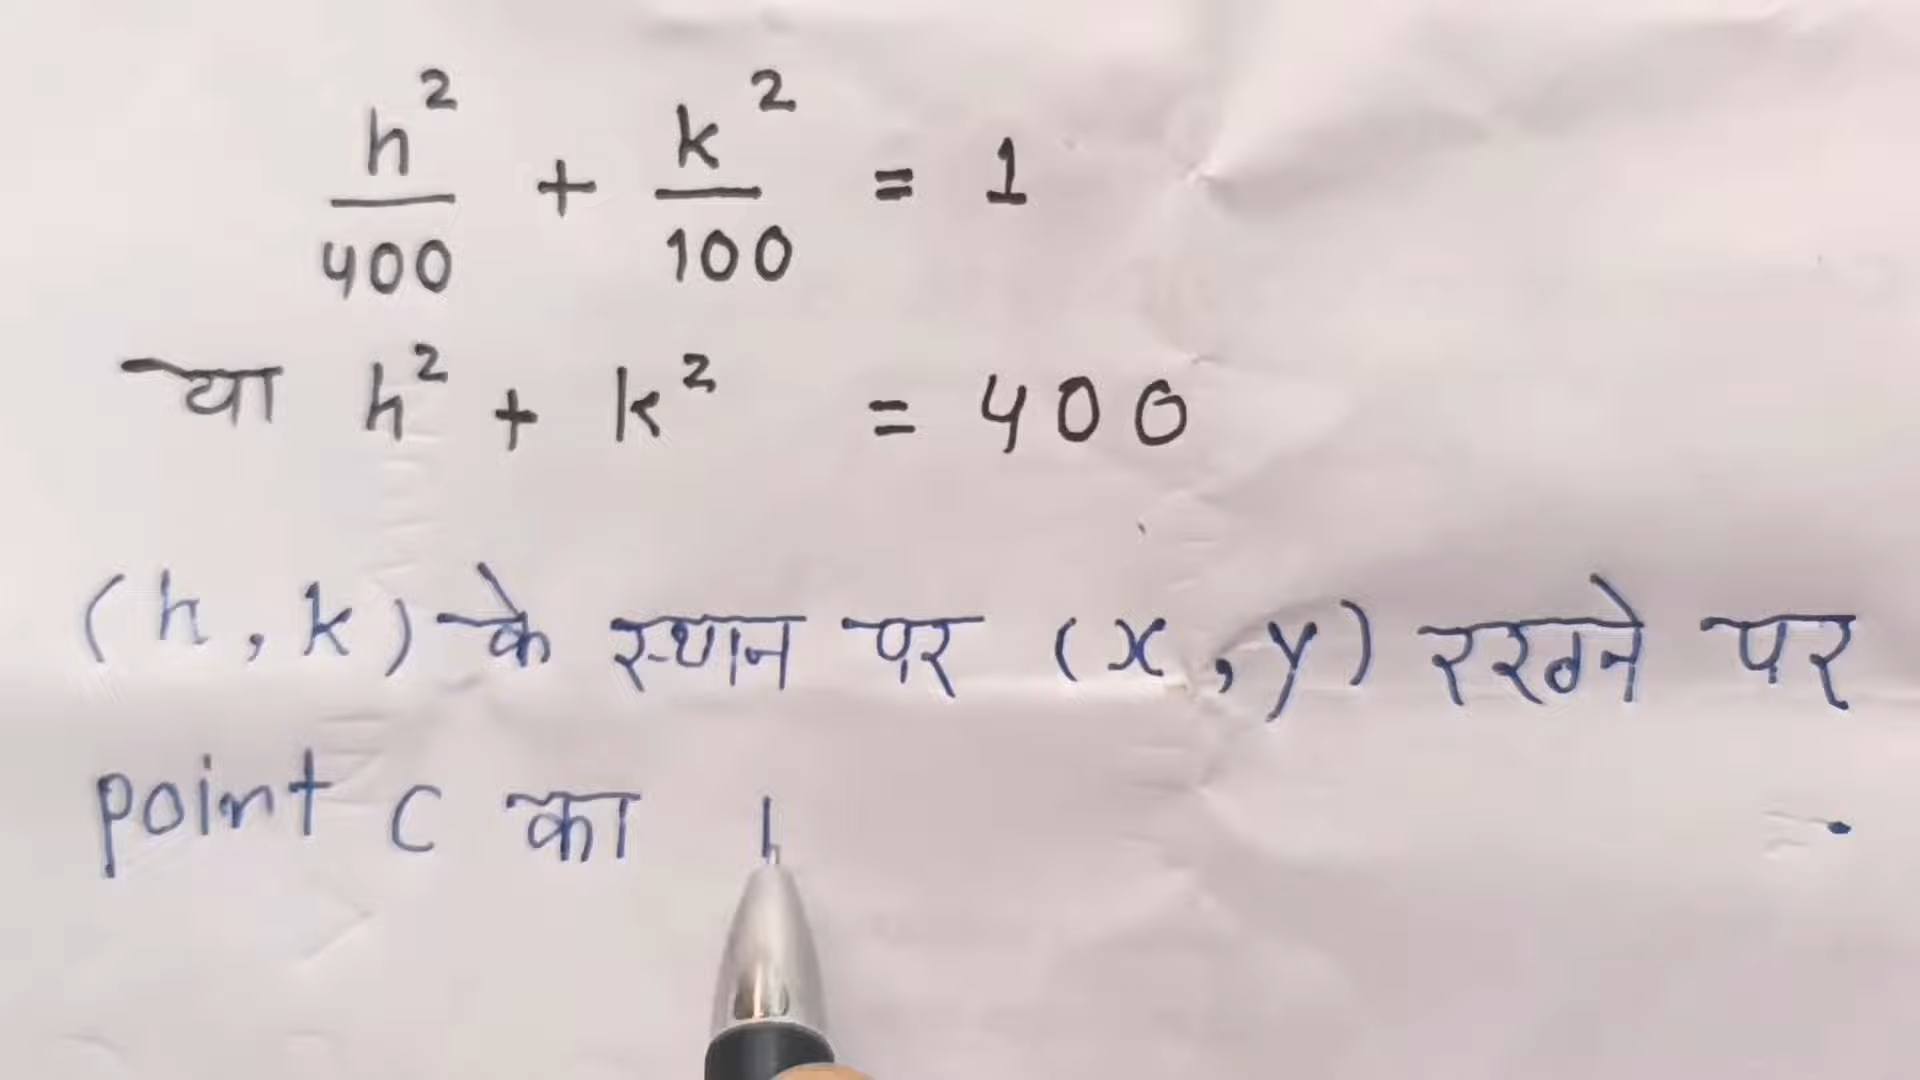 h²/400 + k²/100 = 1
या h² + k² = 400
(h, k) के स्थान पर (x, y) रखने पर
point C का